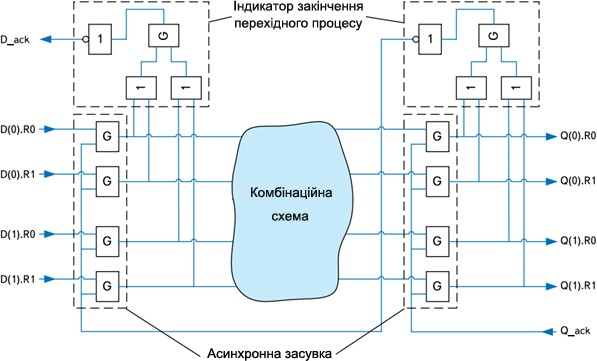 Індикатор закінчення
перехідного процесу
D_ack
1
G
1
G
1
1
1
1
D(0).R0
G
G
Q(0).R0
D(0).R1
G
G
Q(0).R1
Комбінаційна
схема
D(1).R0
G
G
Q(1).R0
D(1).R1
G
G
Q(1).R1
Q_ack
Асинхронна засувка